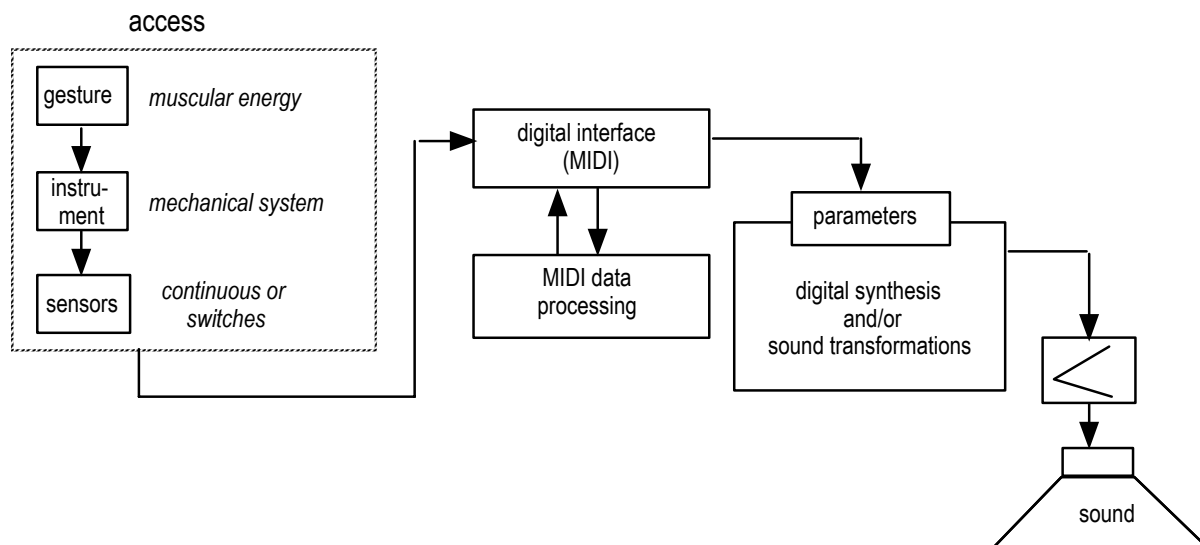 access
gesture
muscular energy
instru-
ment
mechanical system
sensors
continuous or
switches
digital interface
(MIDI)
MIDI data
processing
parameters
digital synthesis
and/or
sound transformations
sound